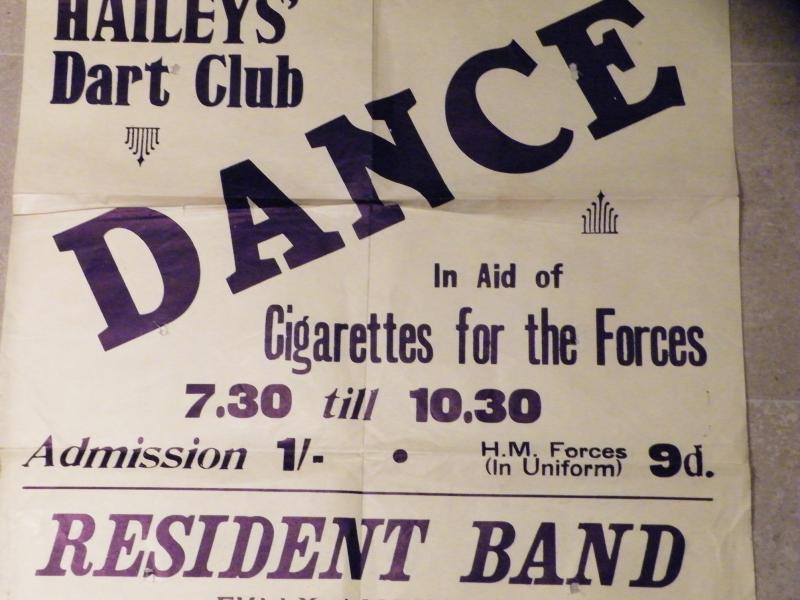 HAILEYS'
Dart Club
DANCE
In Aid of
Cigarettes for the Forces
7.30 till 10.30
Admission 1/- • H.M. Forces (In Uniform) 9d.
RESIDENT BAND